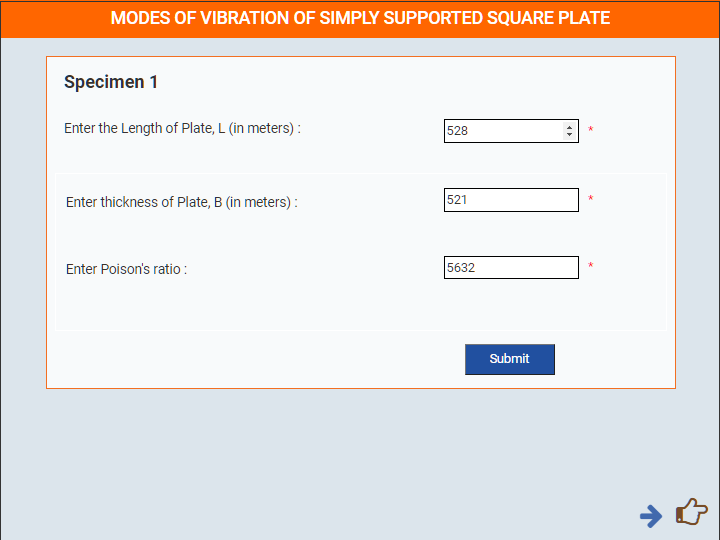 MODES OF VIBRATION OF SIMPLY SUPPORTED SQUARE PLATE
Specimen 1
Enter the Length of Plate, L (in meters) :
528
*
Enter thickness of Plate, B (in meters) :
521
*
Enter Poison's ratio :
5632
*
Submit